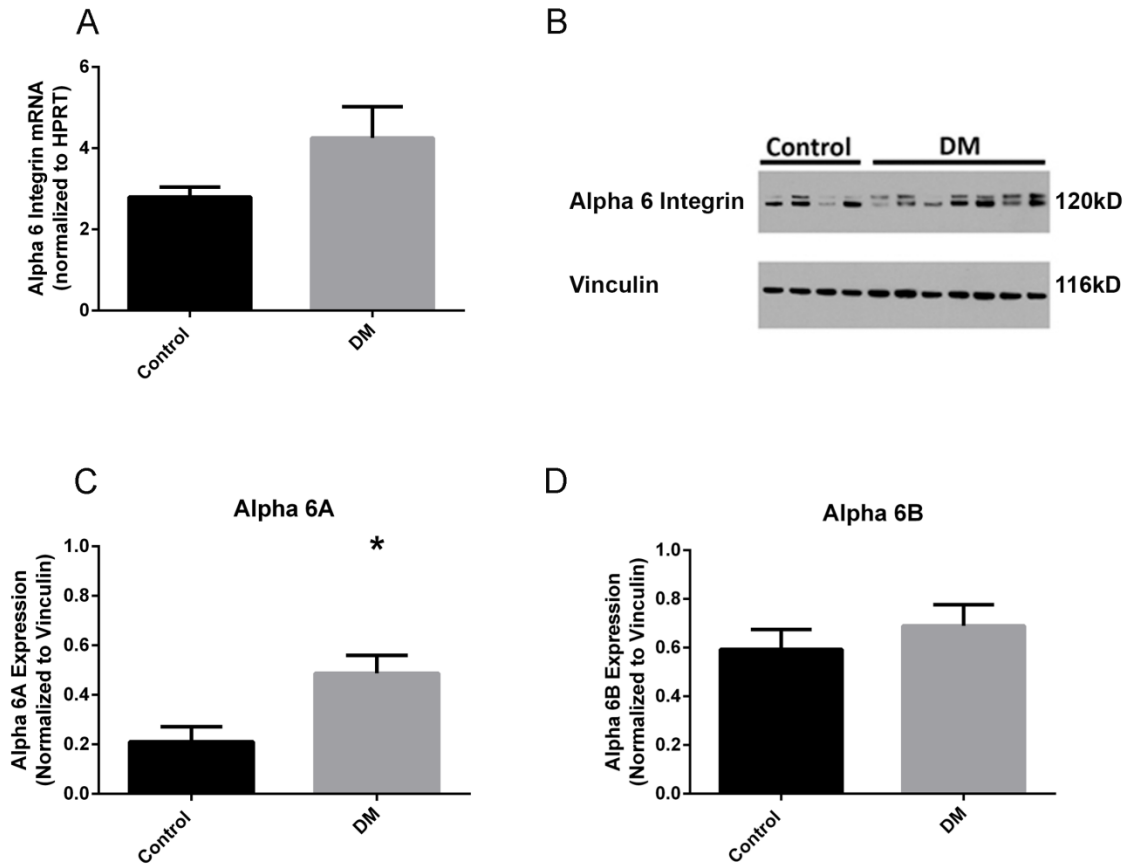 A
Alpha 6 Integrin mRNA
(normalized to HPRT)
6
4
2
0
Control
DM
B
Control
DM
Alpha 6 Integrin
120kD
Vinculin
116kD
C
Alpha 6A
*
Alpha 6A Expression
(Normalized to Vinculin)
1.0
0.8
0.6
0.4
0.2
0.0
Control
DM
D
Alpha 6B
Alpha 6B Expression
(Normalized to Vinculin)
1.0
0.8
0.6
0.4
0.2
0.0
Control
DM